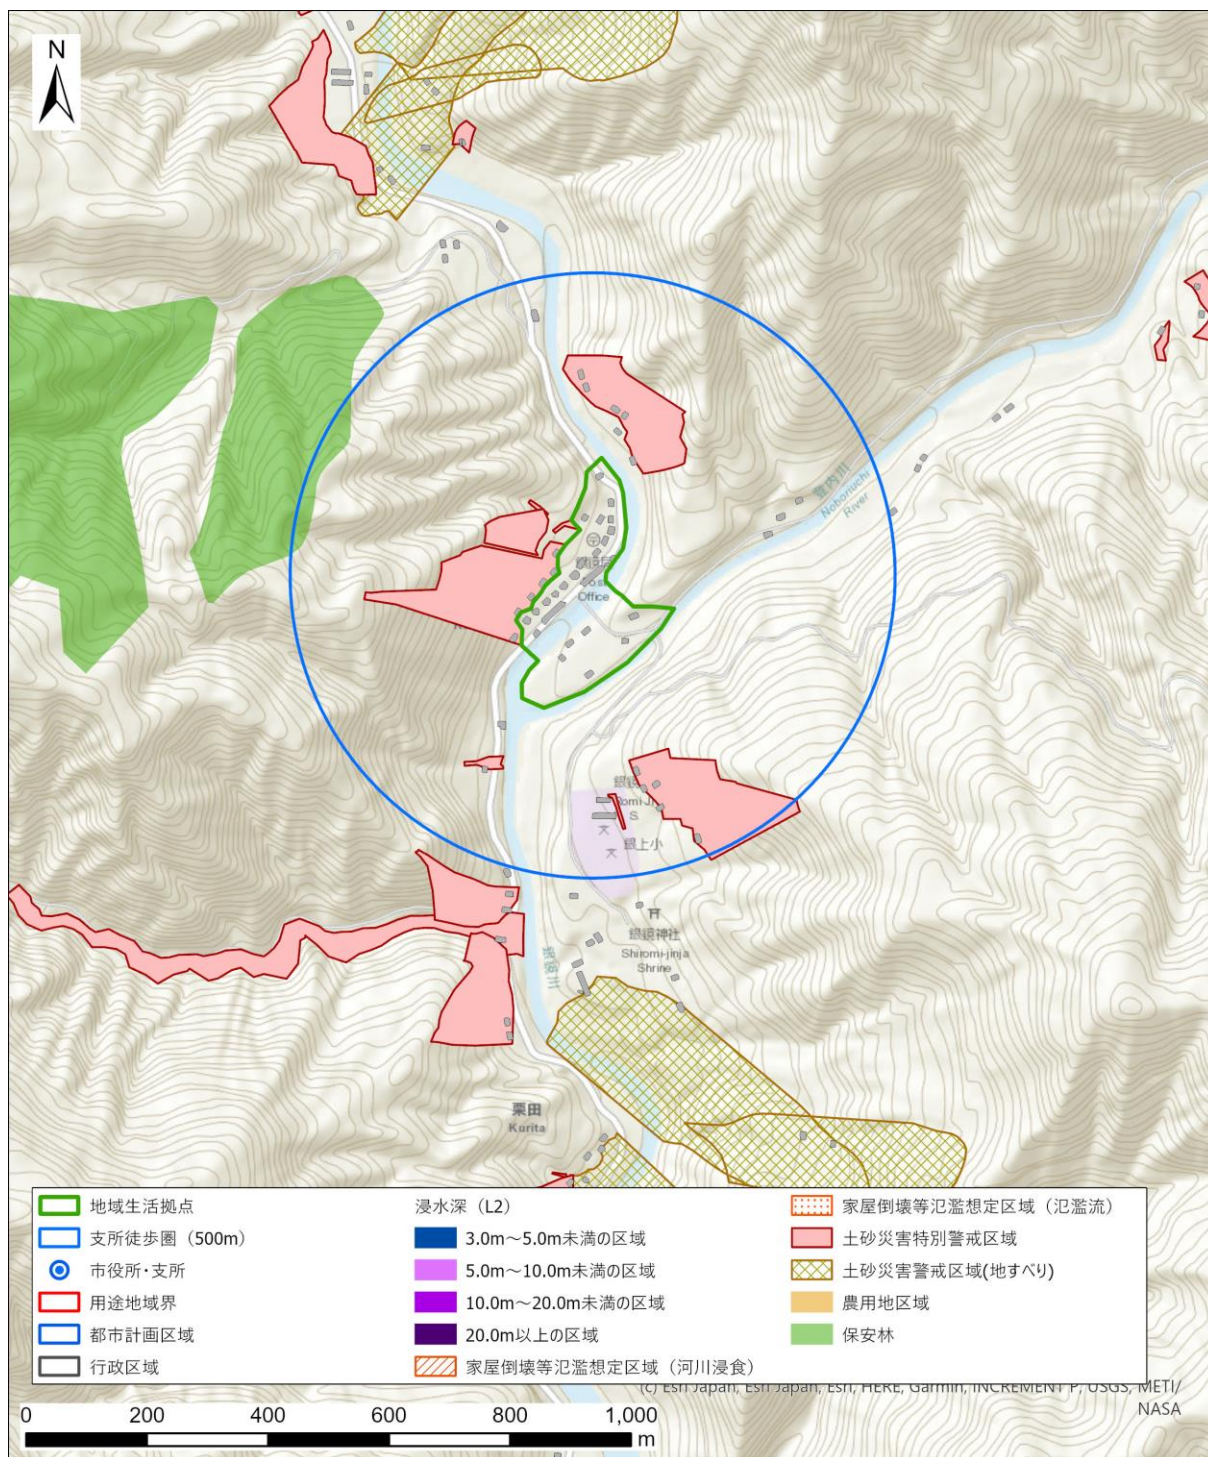 N
登内川
Noboriuchi
River
Post
Office
銀上小
銀鏡神社
Shiromi-jinja
Shrine
銀鏡川
栗田
Kurita
地域生活拠点
支所徒歩圏（500m）
市役所・支所
用途地域界
都市計画区域
行政区域
浸水深（L2）
3.0m～5.0m未満の区域
5.0m～10.0m未満の区域
10.0m～20.0m未満の区域
20.0m以上の区域
家屋倒壊等氾濫想定区域（河川浸食）
家屋倒壊等氾濫想定区域（氾濫流）
土砂災害特別警戒区域
土砂災害警戒区域(地すべり)
農用地区域
保安林
(c) Esri Japan, Esri Japan, Esri, HERE, Garmin, INCREMENT P, USGS, METI/
NASA
0 200 400 600 800 1,000
m